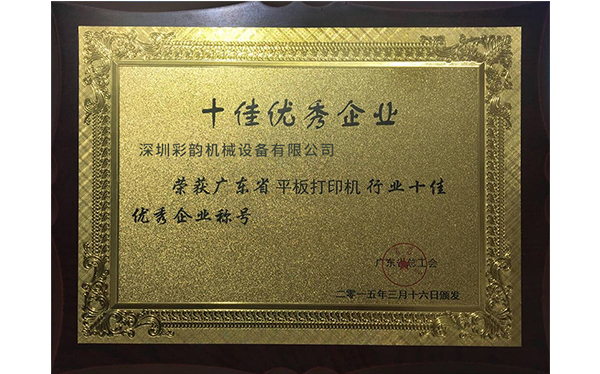 十佳优秀企业
深圳彩韵机械设备有限公司
荣获广东省平板打印机行业十佳
优秀企业称号
广东省总工会
二零一五年三月十六日颁发